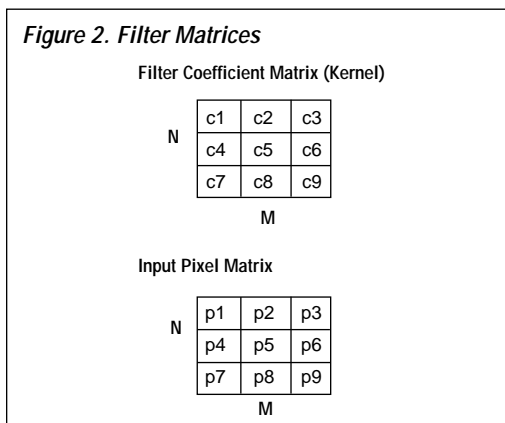 Figure 2. Filter Matrices
Filter Coefficient Matrix (Kernel)
c1 c2 c3
N
c4 c5 c6
c7 c8 c9
M
Input Pixel Matrix
p1 p2 p3
N
p4 p5 p6
p7 p8 p9
M